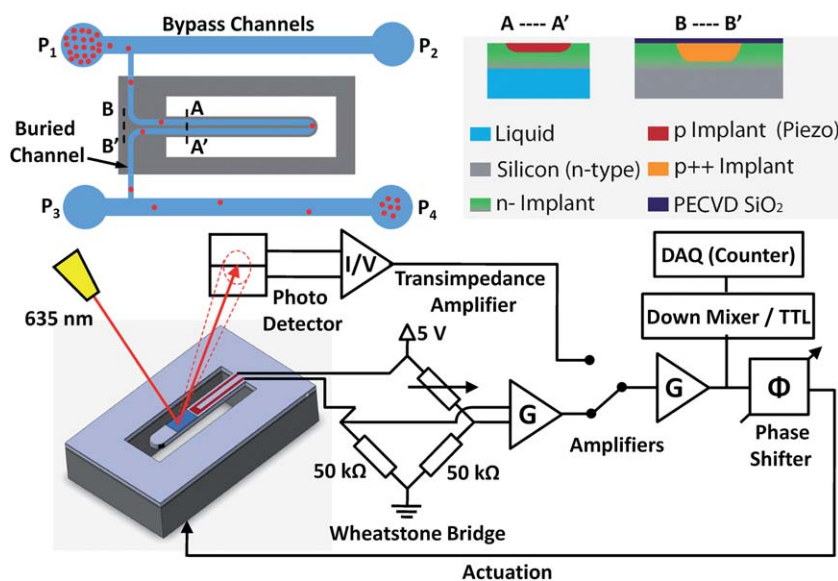 Bypass Channels
P1
P2
B
A
Buried
Channel
B'
A'
P3
P4
A ---- A'
B ---- B'
Liquid
p Implant (Piezo)
Silicon (n-type)
p++ Implant
n- Implant
PECVD SiO₂
635 nm
Photo
Detector
I/V
Transimpedance
Amplifier
DAQ (Counter)
Down Mixer / TTL
5 V
G
G
Φ
Amplifiers
Phase
Shifter
50 kΩ
50 kΩ
Wheatstone Bridge
Actuation